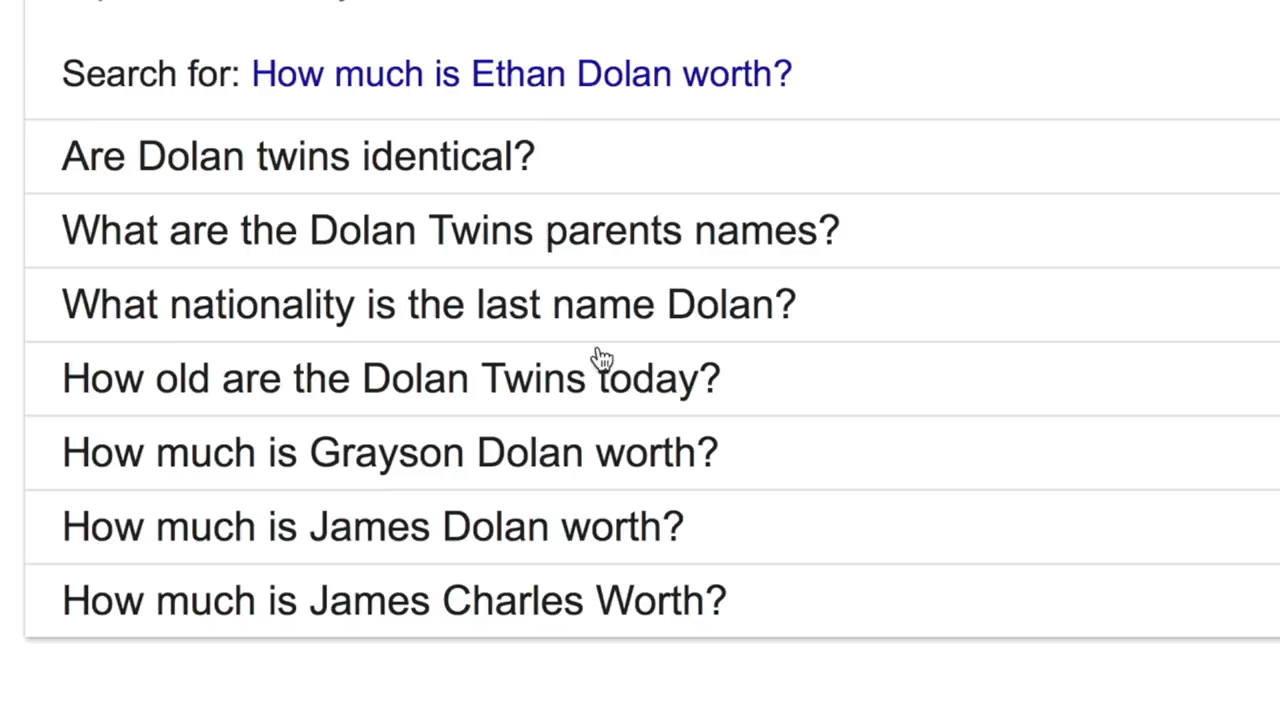 Search for: How much is Ethan Dolan worth?
Are Dolan twins identical?
What are the Dolan Twins parents names?
What nationality is the last name Dolan?
How old are the Dolan Twins today?
How much is Grayson Dolan worth?
How much is James Dolan worth?
How much is James Charles Worth?